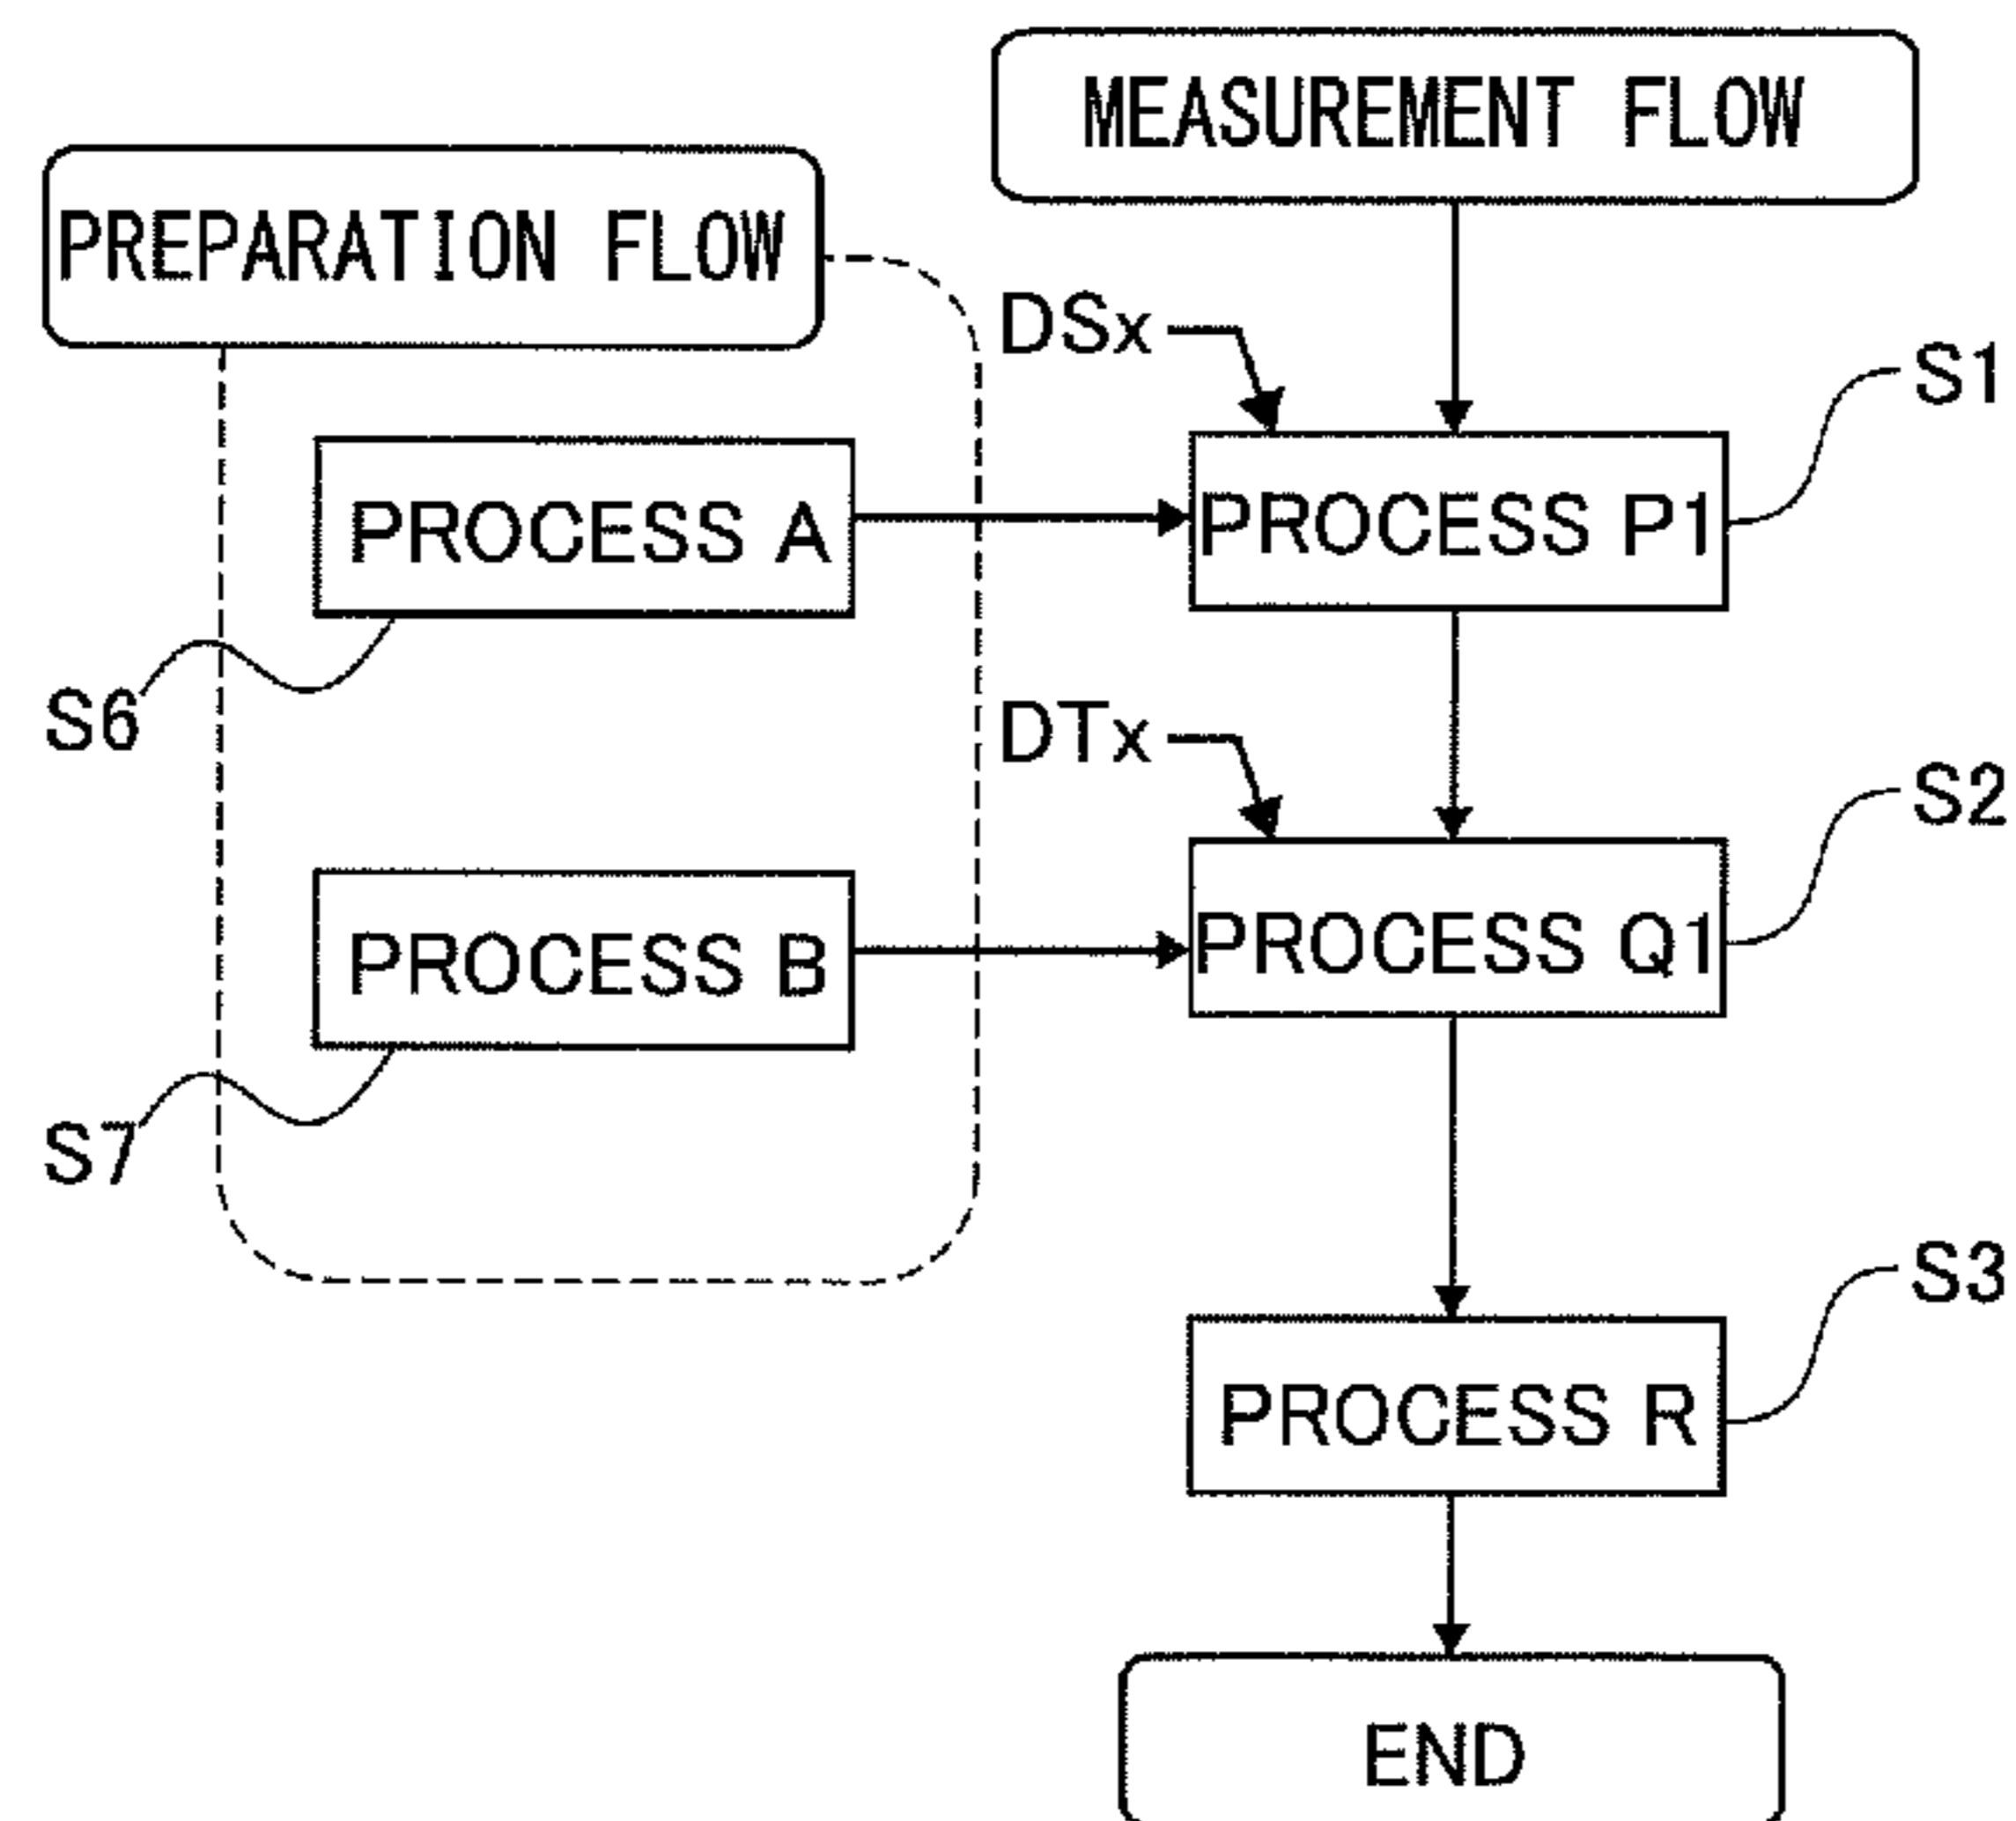 MEASUREMENT FLOW
PREPARATION FLOW
DSx
S1
PROCESS A
PROCESS P1
S6
DTx
S2
PROCESS B
PROCESS Q1
S7
S3
PROCESS R
END